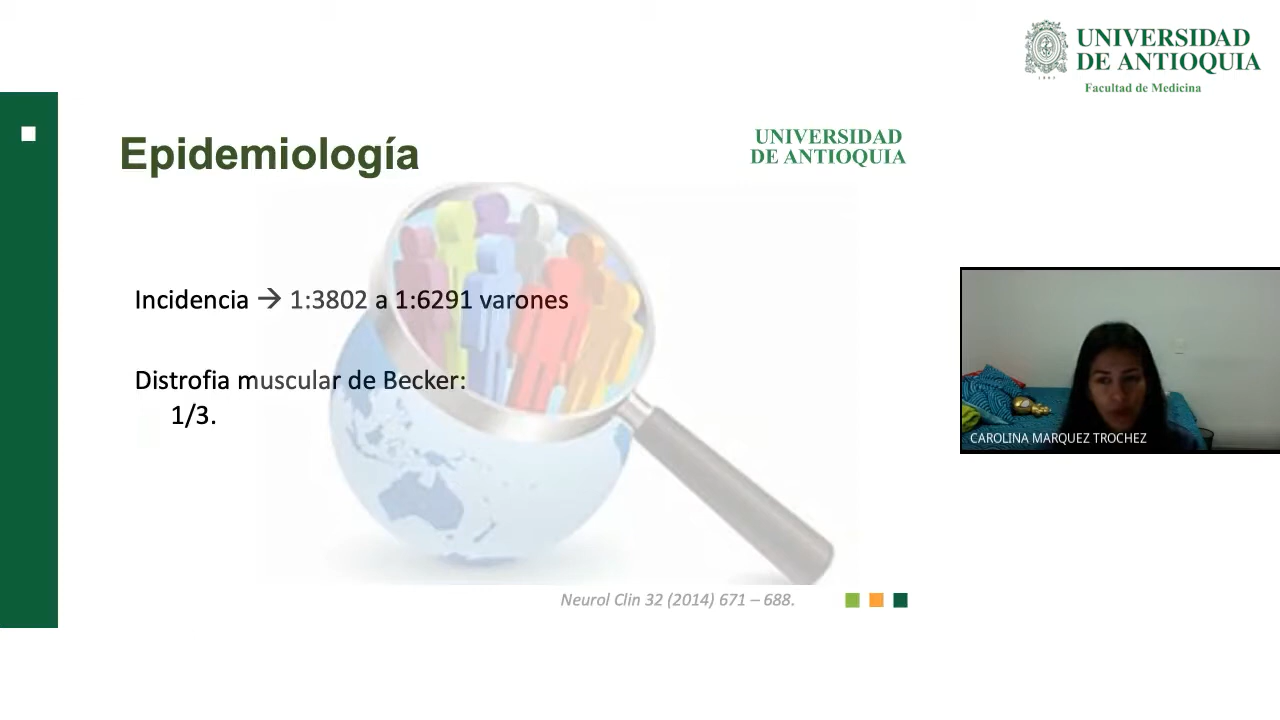 UNIVERSIDAD
DE ANTIOQUIA
Facultad de Medicina
Epidemiología
UNIVERSIDAD
DE ANTIOQUIA
Incidencia → 1:3802 a 1:6291 varones
Distrofia muscular de Becker:
1/3.
CAROLINA MARQUEZ TROCHEZ
Neurol Clin 32 (2014) 671 – 688.